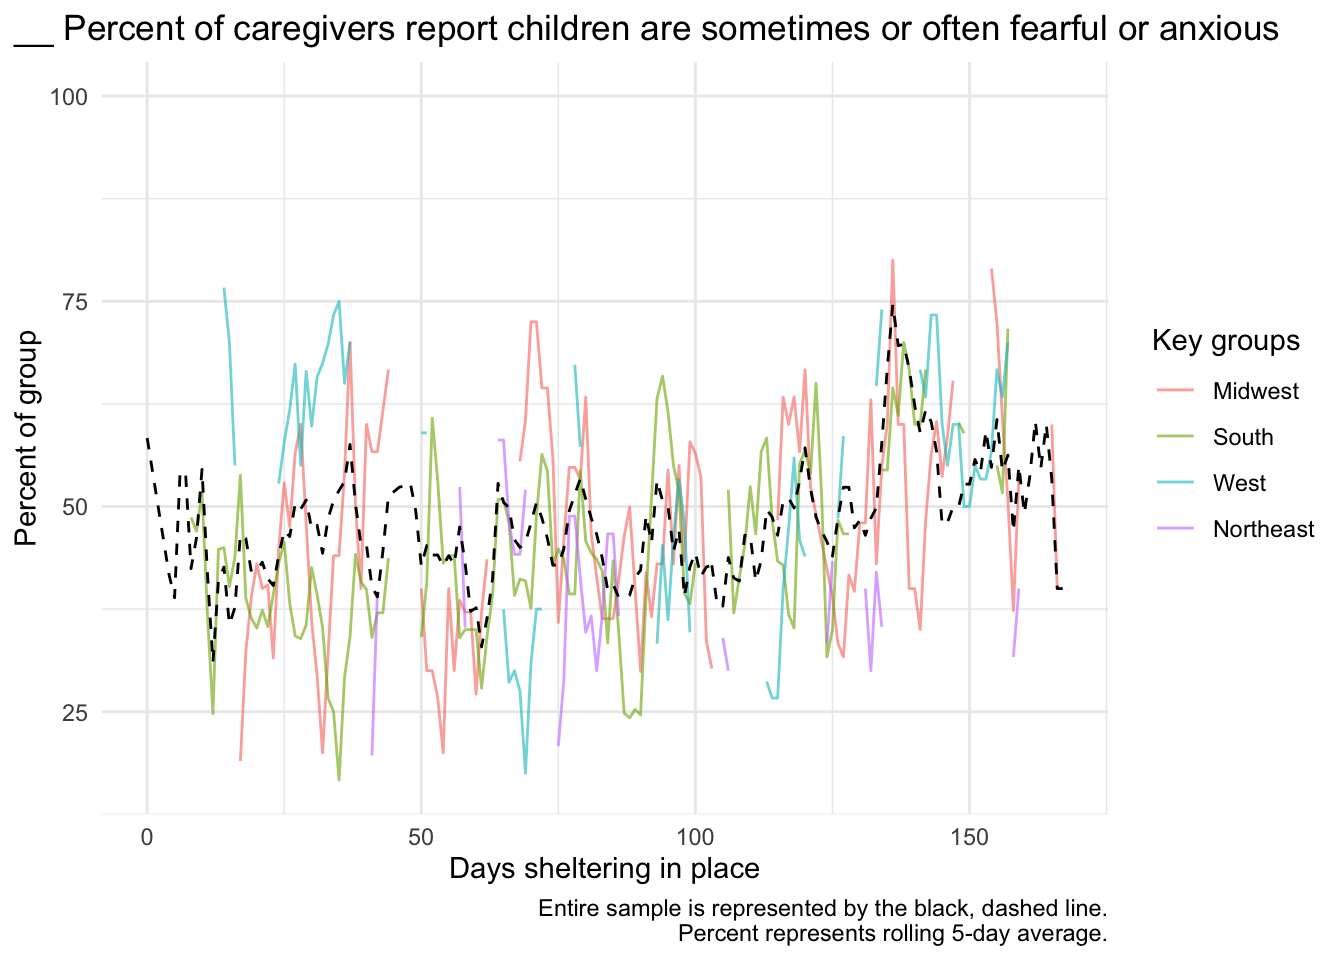 __ Percent of caregivers report children are sometimes or often fearful or anxious
100
75
50
25
Percent of group
0 50 100 150
Days sheltering in place
Key groups
Midwest
South
West
Northeast
Entire sample is represented by the black, dashed line.
Percent represents rolling 5-day average.